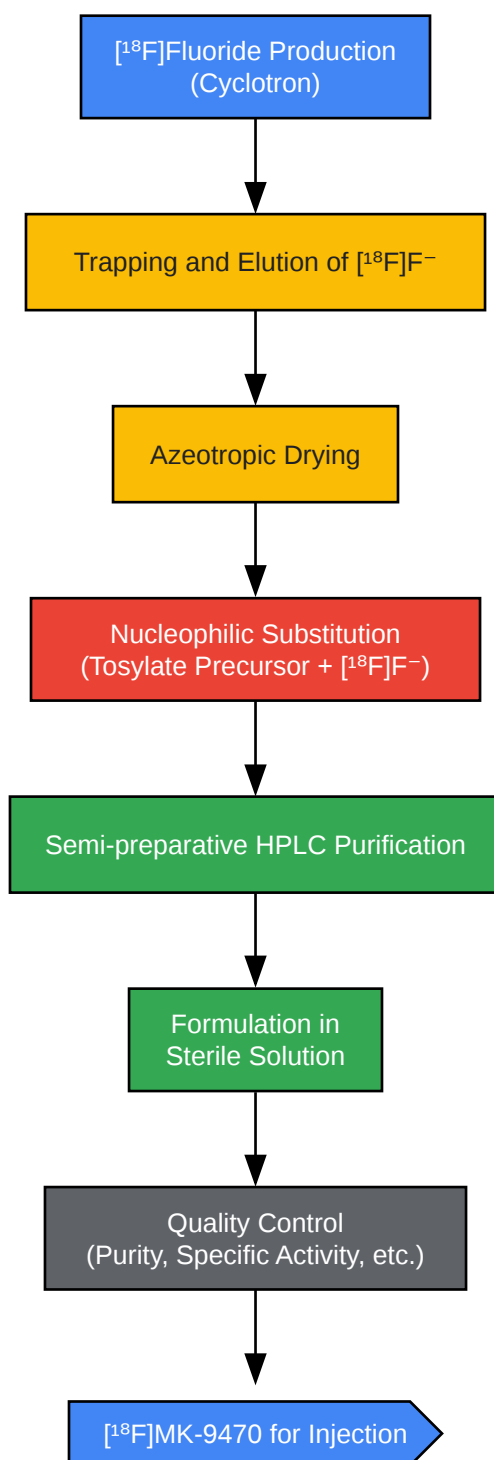 [¹⁸F]Fluoride Production
(Cyclotron)
Trapping and Elution of [¹⁸F]F⁻
Azeotropic Drying
Nucleophilic Substitution
(Tosylate Precursor + [¹⁸F]F⁻)
Semi-preparative HPLC Purification
Formulation in
Sterile Solution
Quality Control
(Purity, Specific Activity, etc.)
[¹⁸F]MK-9470 for Injection